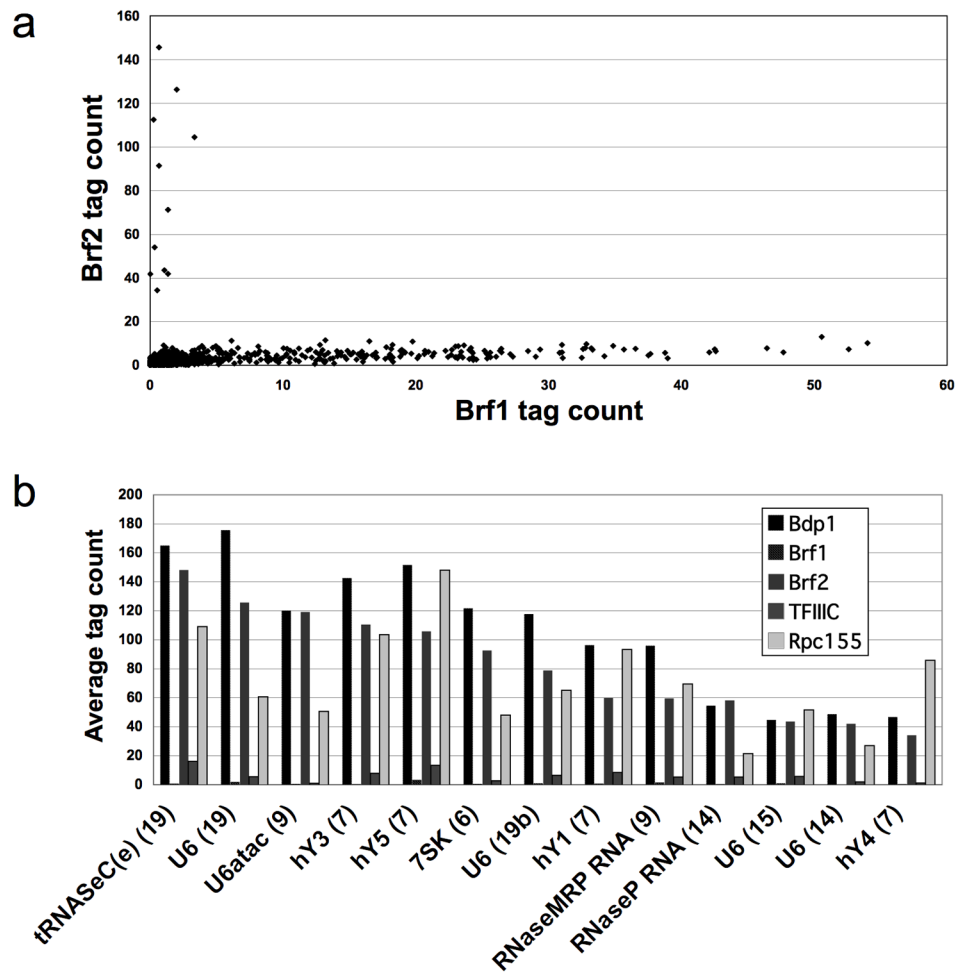 a
160
140
120
100
80
60
40
20
0
Brf2 tag count
0 10 20 30 40 50 60
Brf1 tag count
b
200
180
160
140
120
100
80
60
40
20
0
Average tag count
Bdp1
Brf1
Brf2
TFIIIC
Rpc155
tRNASeC(e) (19)
U6 (19)
U6atac (9)
hY3 (7)
hY5 (7)
7SK (6)
U6 (19b)
hY1 (7)
RNaseMRP RNA (9)
RNaseP RNA (14)
U6 (15)
U6 (14)
hY4 (7)